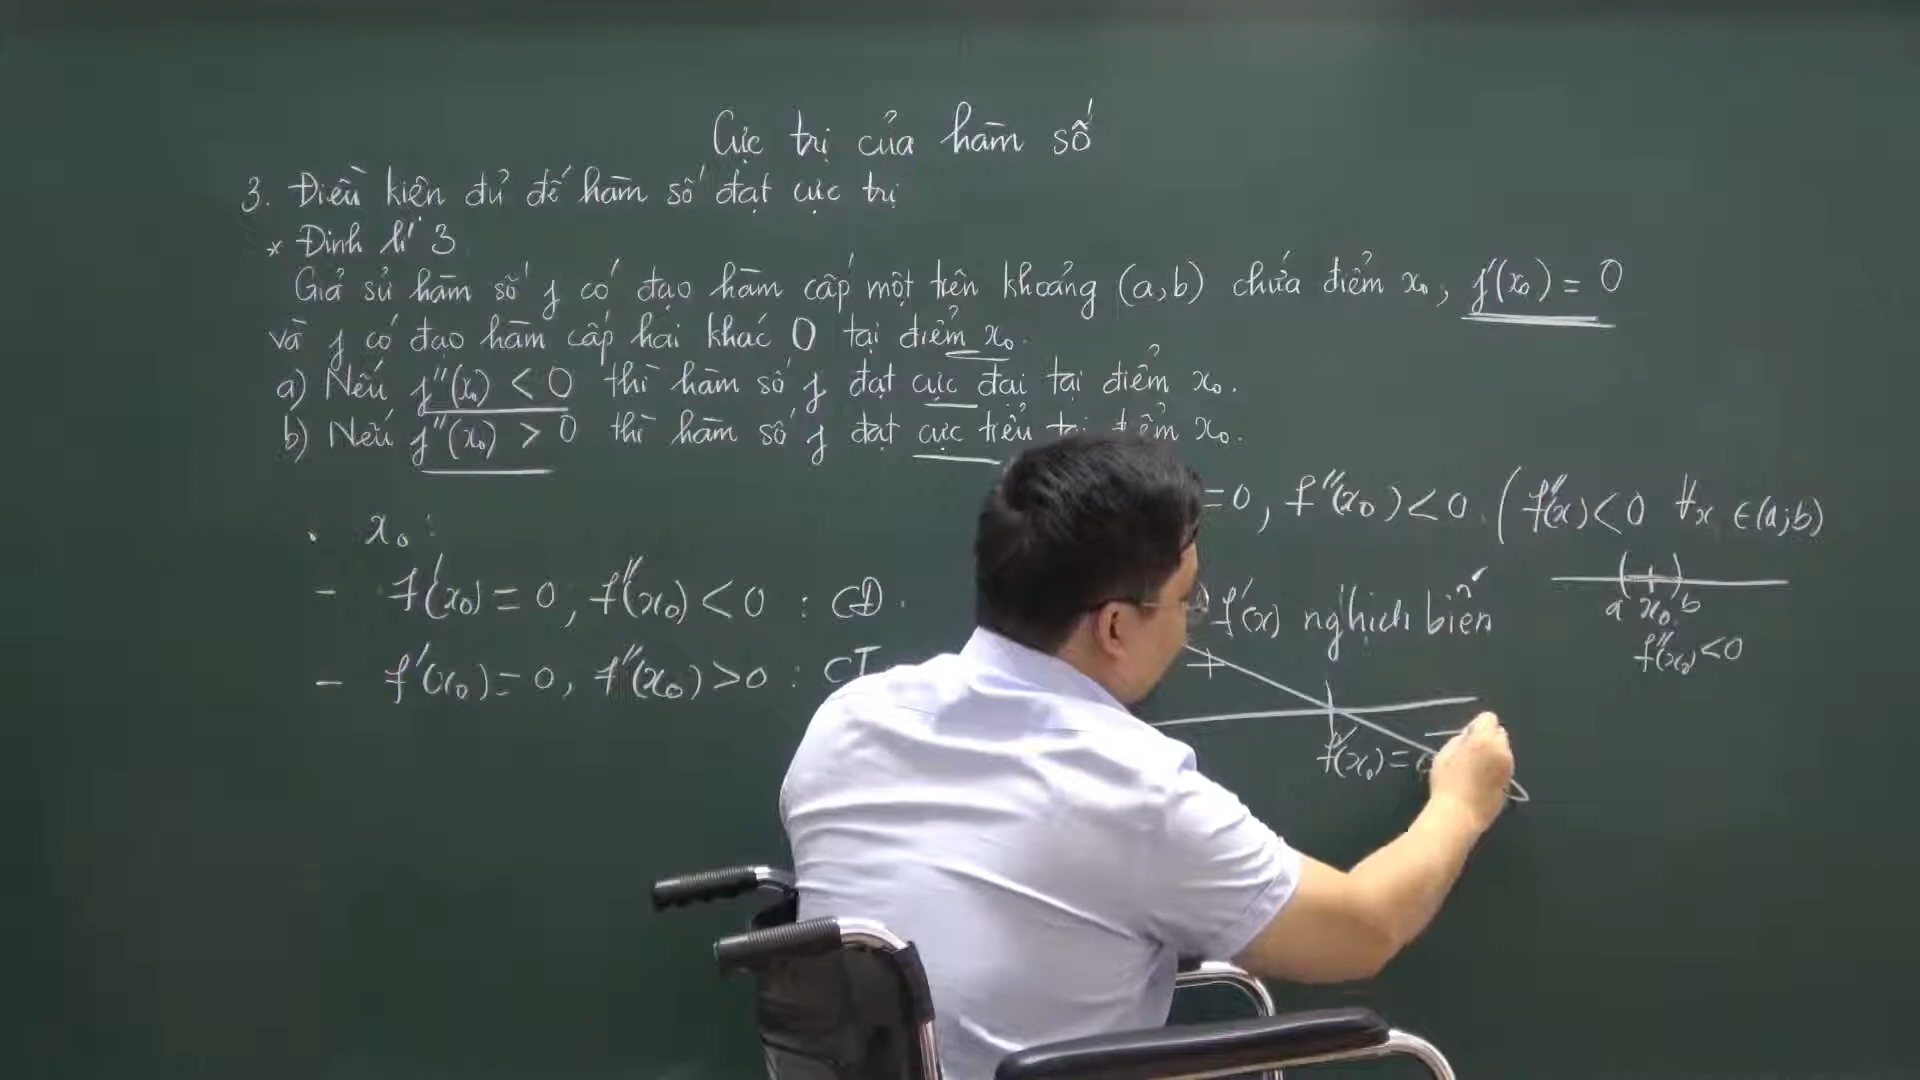 Cực trị của hàm số
3. Điều kiện đủ để hàm số đạt cực trị
* Định lí 3
Giả sử hàm số f có đạo hàm cấp một trên khoảng (a,b) chứa điểm x₀, f'(x₀) = 0
và f có đạo hàm cấp hai khác 0 tại điểm x₀.
a) Nếu f''(x₀) < 0 thì hàm số f đạt cực đại tại điểm x₀.
b) Nếu f''(x₀) > 0 thì hàm số f đạt cực tiểu tại điểm x₀.
• x₀:
- f'(x₀) = 0, f''(x₀) < 0 : CĐ.
- f'(x₀) = 0, f''(x₀) > 0 : CT
=0, f''(x₀) < 0. (f''(x) < 0 ∀x ∈ (a;b)
( )
a x₀ b
f''(x₀) < 0
f'(x) nghịch biến
+
f'(x₀) =